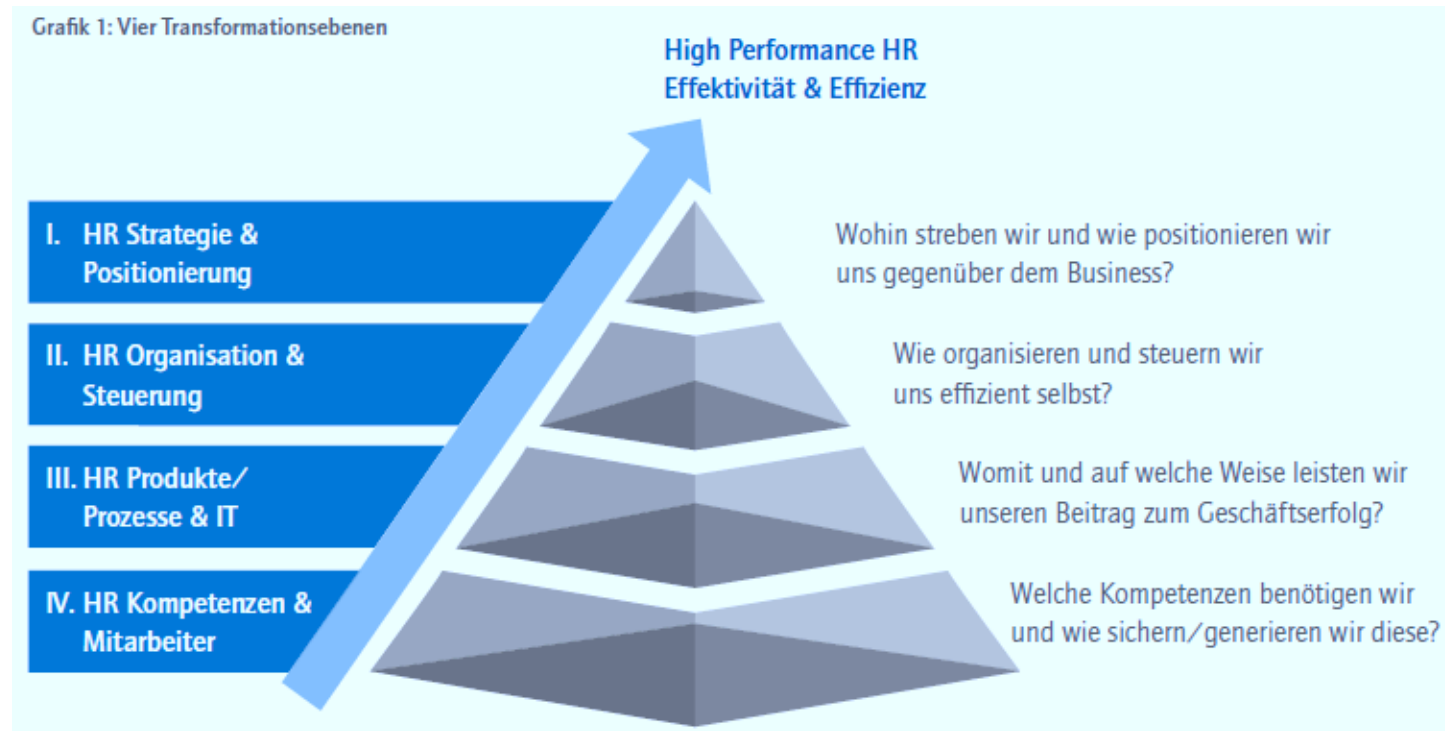 Grafik 1: Vier Transformationsebenen
High Performance HR
Effektivität & Effizienz
I. HR Strategie &
Positionierung
Wohin streben wir und wie positionieren wir
uns gegenüber dem Business?
II. HR Organisation &
Steuerung
Wie organisieren und steuern wir
uns effizient selbst?
III. HR Produkte/
Prozesse & IT
Womit und auf welche Weise leisten wir
unseren Beitrag zum Geschäftserfolg?
IV. HR Kompetenzen &
Mitarbeiter
Welche Kompetenzen benötigen wir
und wie sichern/generieren wir diese?